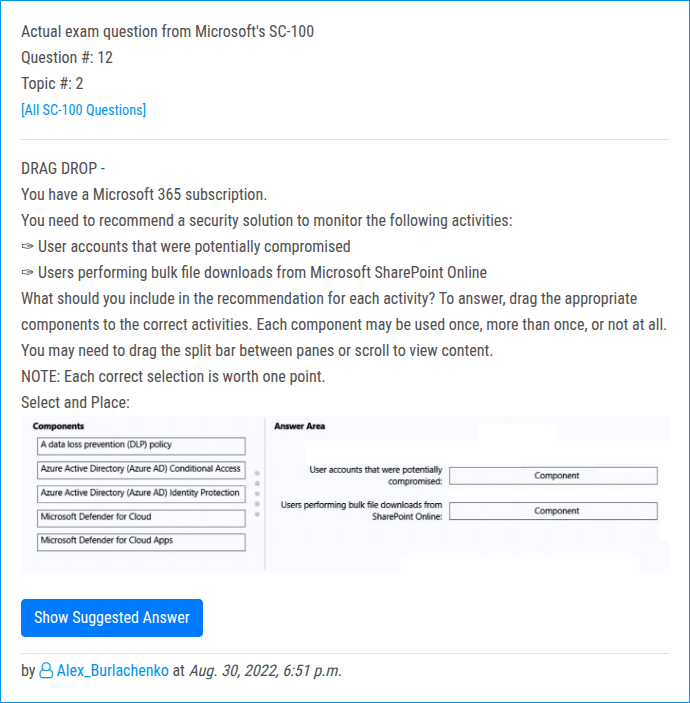 Actual exam question from Microsoft's SC-100
Question #: 12
Topic #: 2
[All SC-100 Questions]
DRAG DROP -
You have a Microsoft 365 subscription.
You need to recommend a security solution to monitor the following activities:
✑ User accounts that were potentially compromised
✑ Users performing bulk file downloads from Microsoft SharePoint Online
What should you include in the recommendation for each activity? To answer, drag the appropriate
components to the correct activities. Each component may be used once, more than once, or not at all.
You may need to drag the split bar between panes or scroll to view content.
NOTE: Each correct selection is worth one point.
Select and Place:
Components
A data loss prevention (DLP) policy
Azure Active Directory (Azure AD) Conditional Access
Azure Active Directory (Azure AD) Identity Protection
Microsoft Defender for Cloud
Microsoft Defender for Cloud Apps
Answer Area
User accounts that were potentially
compromised:
Component
Users performing bulk file downloads from
SharePoint Online:
Component
Show Suggested Answer
by Alex_Burlachenko at Aug. 30, 2022, 6:51 p.m.